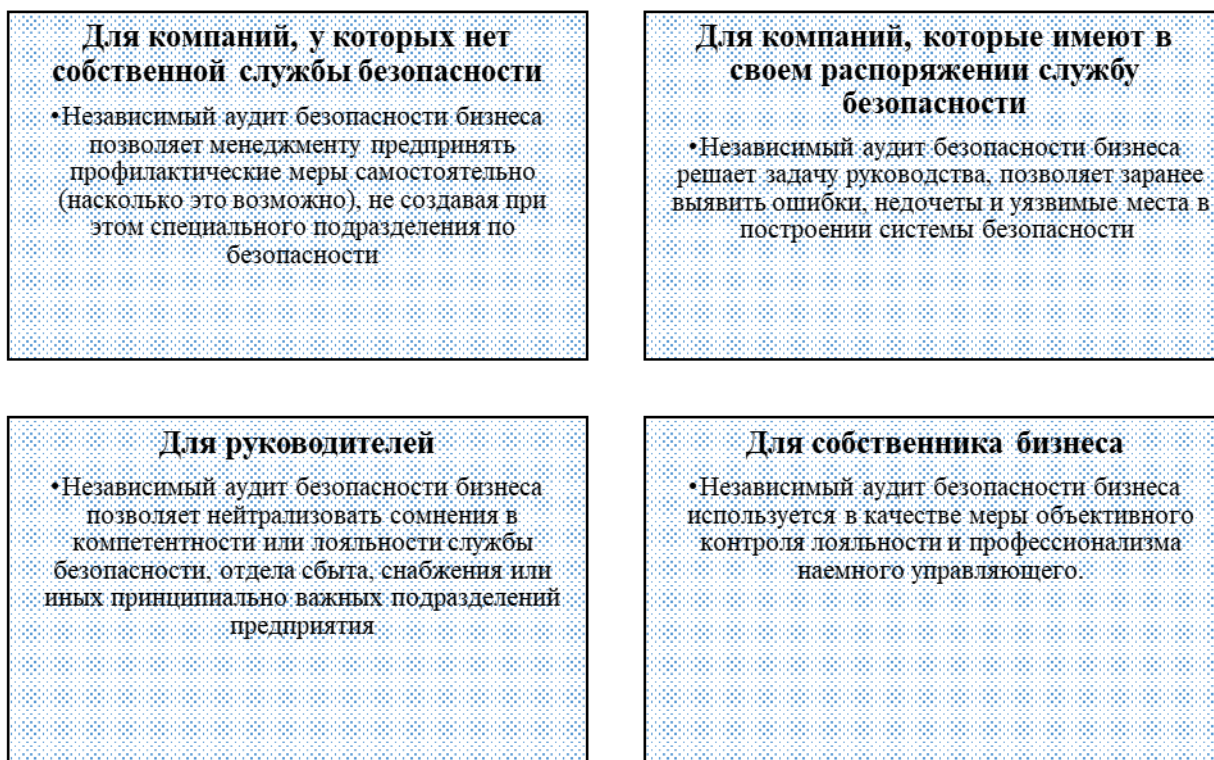 Для компаний, у которых нет
собственной службы безопасности
•Независимый аудит безопасности бизнеса
позволяет менеджменту предпринять
профилактические меры самостоятельно
(насколько это возможно), не создавая при
этом специального подразделения по
безопасности
Для компаний, которые имеют в
своем распоряжении службу
безопасности
•Независимый аудит безопасности бизнеса
решает задачу руководства, позволяет заранее
выявить ошибки, недочеты и уязвимые места в
построении системы безопасности
Для руководителей
•Независимый аудит безопасности бизнеса
позволяет нейтрализовать сомнения в
компетентности или лояльности службы
безопасности, отдела сбыта, снабжения или
иных принципиально важных подразделений
предприятия
Для собственника бизнеса
•Независимый аудит безопасности бизнеса
используется в качестве меры объективного
контроля лояльности и профессионализма
наемного управляющего.